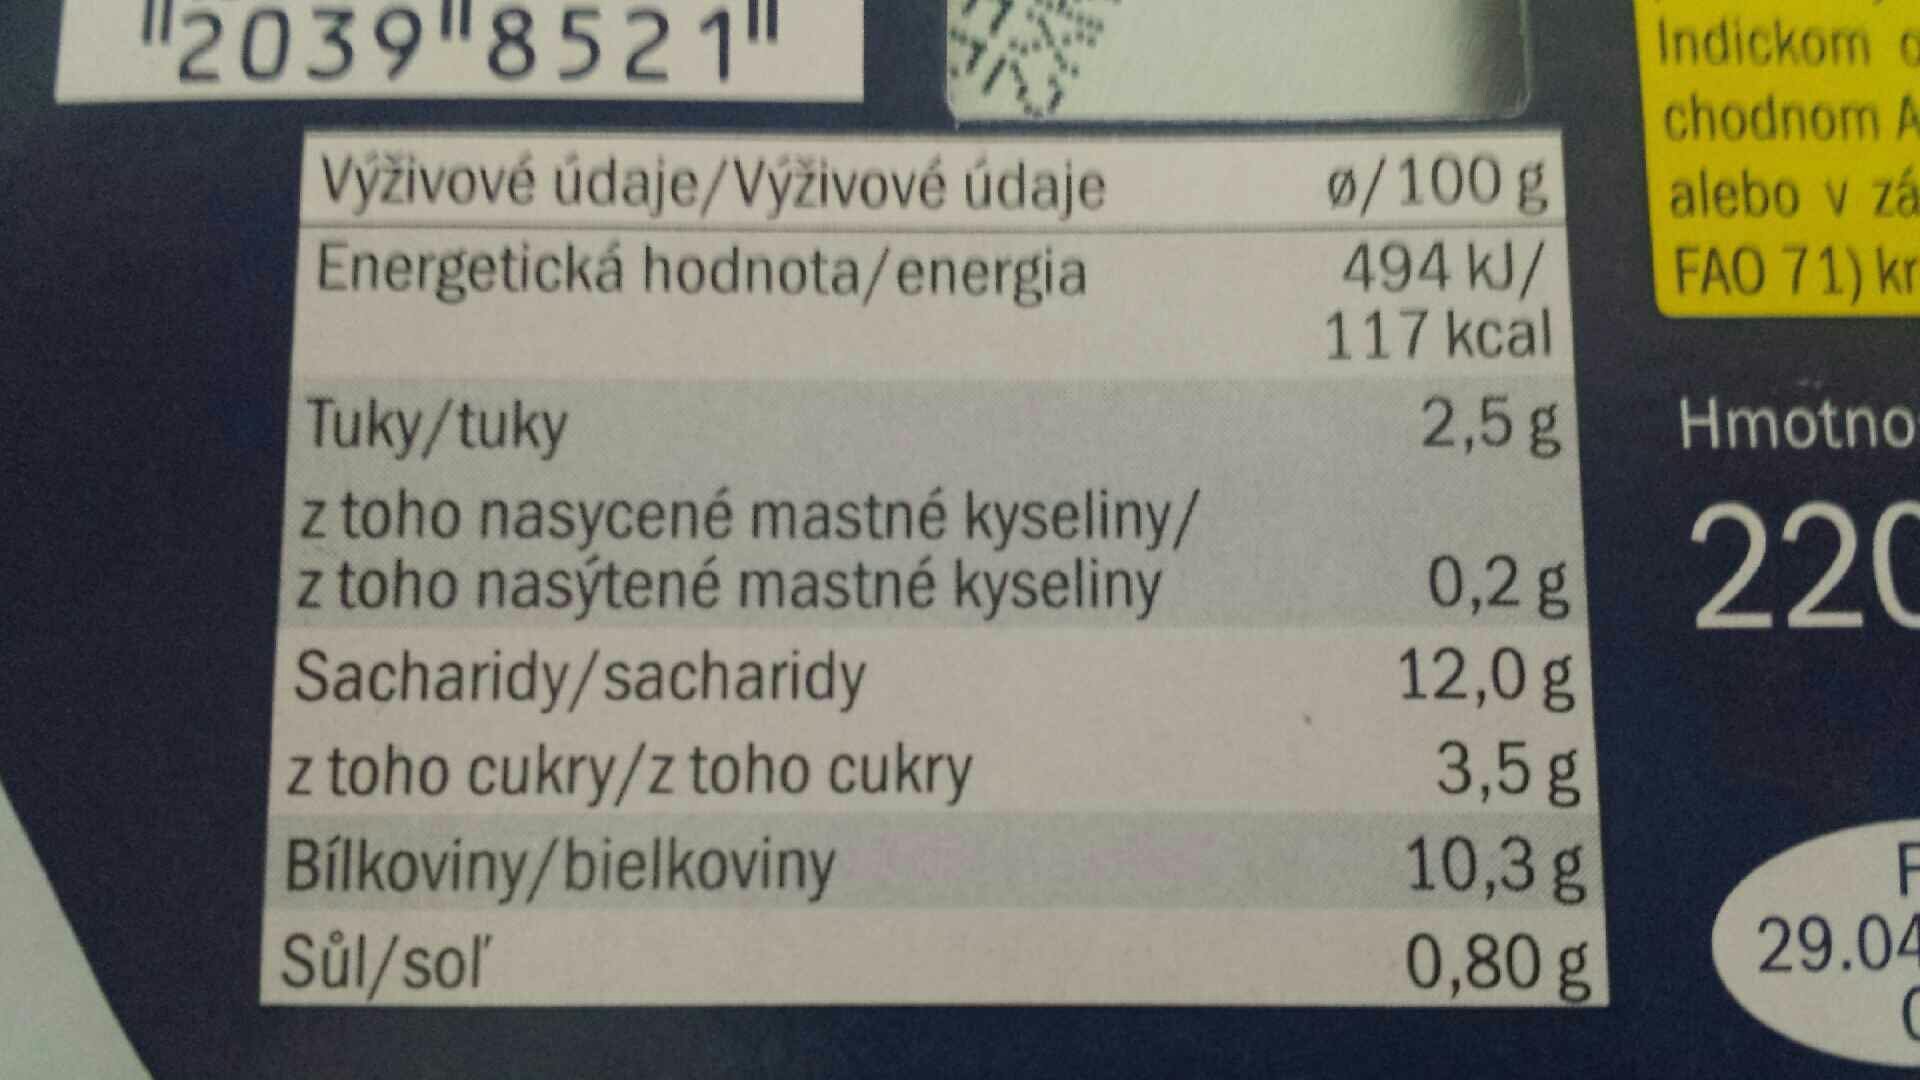 2039 8521
Indickom
chodnom
alebo v
FAO 71)
Výživové údaje/Výživové údaje ø/100 g
Energetická hodnota/energia 494 kJ/
117 kcal
Tuky/tuky 2,5 g
z toho nasycené mastné kyseliny/
z toho nasýtené mastné kyseliny 0,2 g
Sacharidy/sacharidy 12,0 g
z toho cukry/z toho cukry 3,5 g
Bílkoviny/bielkoviny 10,3 g
Sůl/soľ 0,80 g
Hmotno
220
29.04